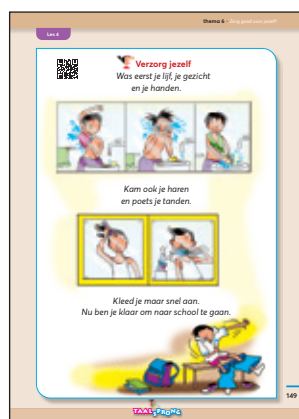 thema 6 - Zorg goed voor jezelf!
Les 4
Verzorg jezelf
Was eerst je lijf, je gezicht
en je handen.
Kam ook je haren
en poets je tanden.
Kleed je maar snel aan.
Nu ben je klaar om naar school te gaan.
149
TAALSPRONG